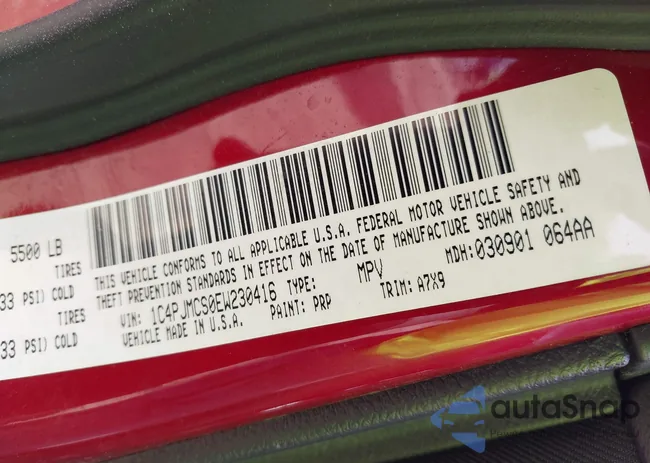 5500 LB
TIRES
33 PSI) COLD
TIRES
33 PSI) COLD
THIS VEHICLE CONFORMS TO ALL APPLICABLE U.S.A. FEDERAL MOTOR VEHICLE SAFETY AND
THEFT PREVENTION STANDARDS IN EFFECT ON THE DATE OF MANUFACTURE SHOWN ABOVE.
VIN: 1C4PJMCS0EW230416 TYPE: MPV MDH: 030901 064AA
VEHICLE MADE IN U.S.A. PAINT: PRP TRIM: A7X9
autoSnap